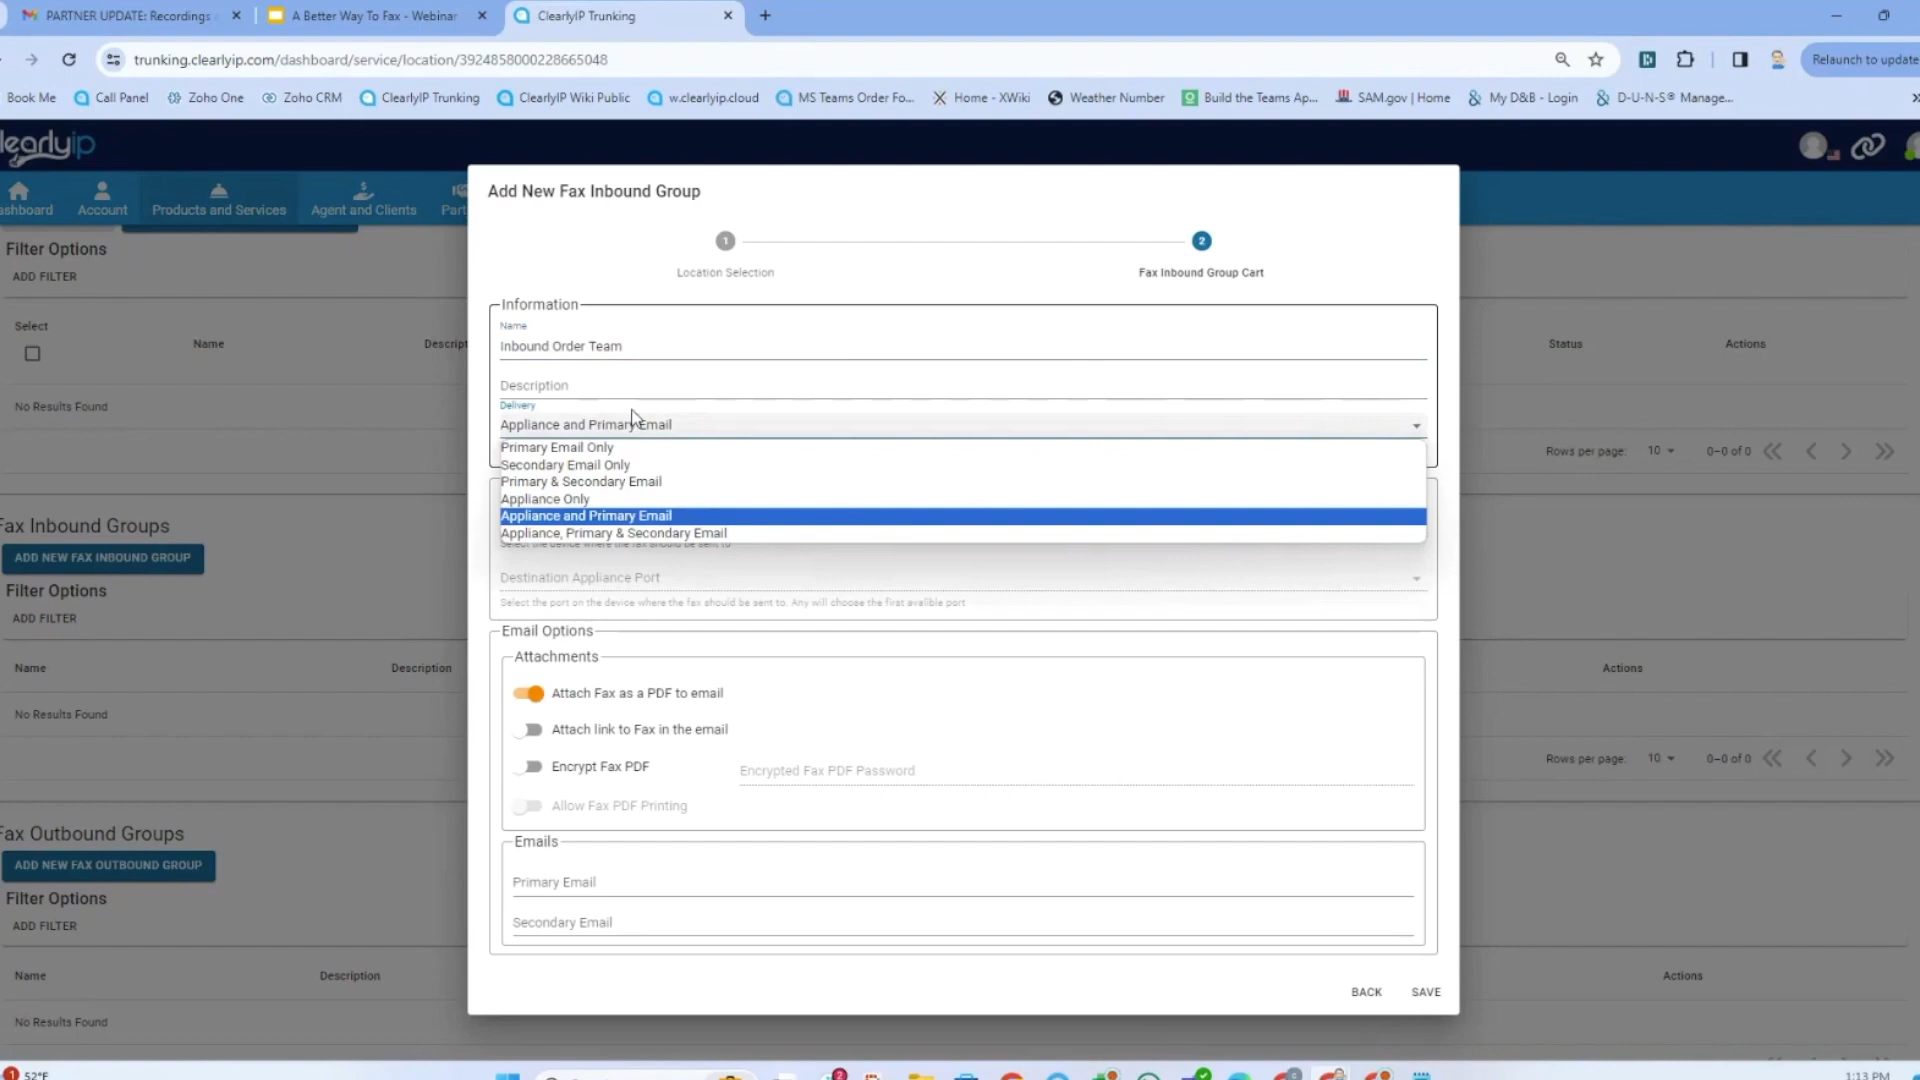 PARTNER UPDATE: Recordings
A Better Way To Fax - Webinar
ClearlyIP Trunking
trunking.clearlyip.com/dashboard/service/location/3924858000228665048
Relaunch to update
Book Me
Call Panel
Zoho One
Zoho CRM
ClearlyIP Trunking
ClearlyIP Wiki Public
w.clearlyip.cloud
MS Teams Order Fo...
Home - XWiki
Weather Number
Build the Teams Ap...
SAM.gov | Home
My D&B - Login
D-U-N-S® Manage...
learlyip
ashboard
Account
Products and Services
Agent and Clients
Part
Filter Options
ADD FILTER
Select
Name
Descript
Status
Actions
No Results Found
Rows per page: 10
0–0 of 0
Fax Inbound Groups
ADD NEW FAX INBOUND GROUP
Filter Options
ADD FILTER
Name
Description
Actions
No Results Found
Rows per page: 10
0–0 of 0
Fax Outbound Groups
ADD NEW FAX OUTBOUND GROUP
Filter Options
ADD FILTER
Name
Description
Actions
No Results Found
Add New Fax Inbound Group
1
2
Location Selection
Fax Inbound Group Cart
Information
Name
Inbound Order Team
Description
Delivery
Appliance and Primary Email
Primary Email Only
Secondary Email Only
Primary & Secondary Email
Appliance Only
Appliance and Primary Email
Appliance, Primary & Secondary Email
Select the device where the fax should be sent to
Destination Appliance Port
Select the port on the device where the fax should be sent to. Any will choose the first availble port
Email Options
Attachments
Attach Fax as a PDF to email
Attach link to Fax in the email
Encrypt Fax PDF
Encrypted Fax PDF Password
Allow Fax PDF Printing
Emails
Primary Email
Secondary Email
BACK
SAVE
1
52°F
2
1:13 PM